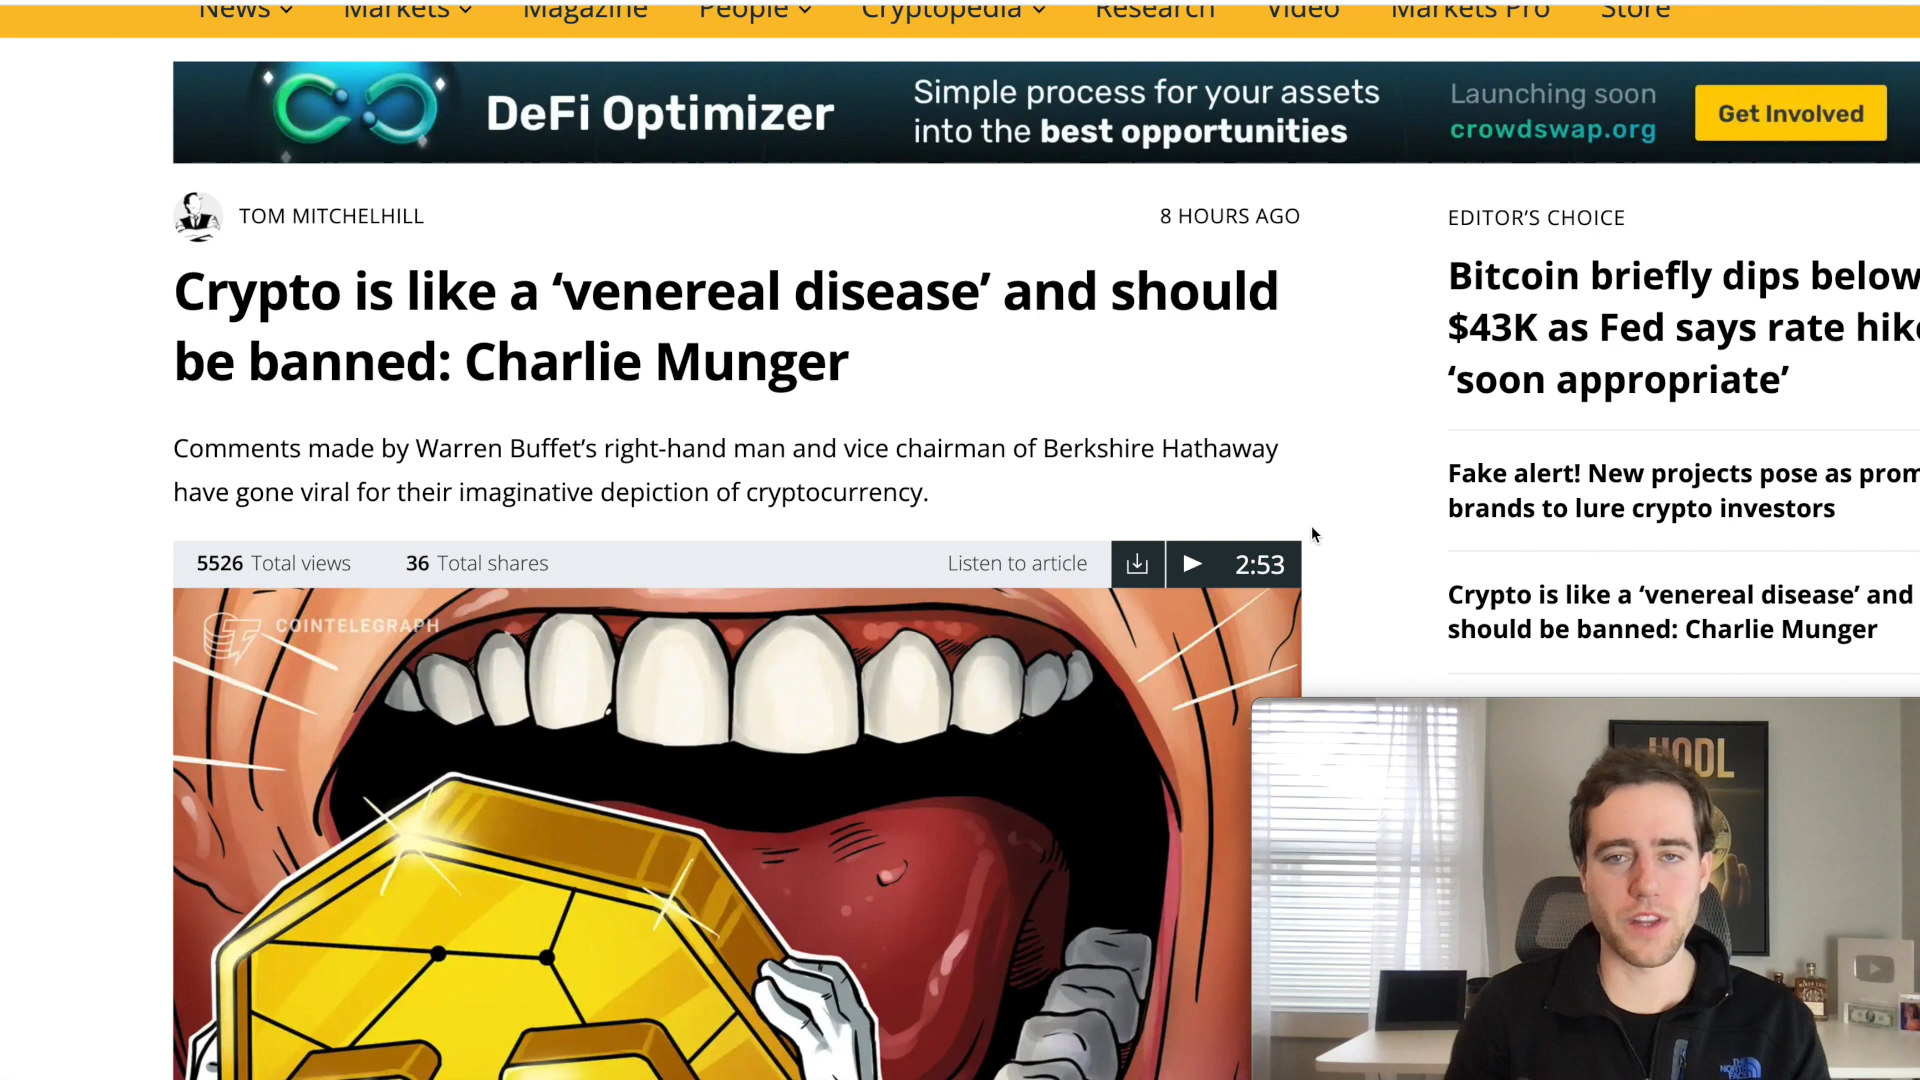 News Markets Magazine People Cryptopedia Research Video Markets Pro Store
DeFi Optimizer
Simple process for your assets
into the best opportunities
Launching soon
crowdswap.org
Get Involved
TOM MITCHELHILL
8 HOURS AGO
Crypto is like a ‘venereal disease’ and should
be banned: Charlie Munger
Comments made by Warren Buffet’s right-hand man and vice chairman of Berkshire Hathaway
have gone viral for their imaginative depiction of cryptocurrency.
5526 Total views 36 Total shares Listen to article 2:53
COINTELEGRAPH
EDITOR’S CHOICE
Bitcoin briefly dips below
$43K as Fed says rate hik
‘soon appropriate’
Fake alert! New projects pose as prom
brands to lure crypto investors
Crypto is like a ‘venereal disease’ and
should be banned: Charlie Munger
HODL
THE
NORTH
FACE